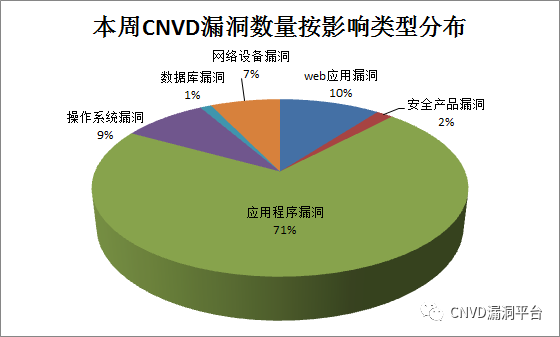 本周CNVD漏洞数量按影响类型分布
网络设备漏洞
7%
web应用漏洞
10%
数据库漏洞
1%
安全产品漏洞
2%
操作系统漏洞
9%
应用程序漏洞
71%
CNVD漏洞平台